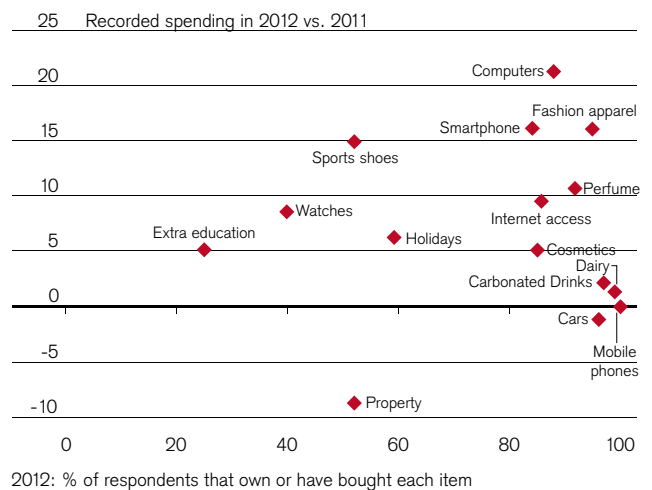 25 Recorded spending in 2012 vs. 2011
Computers
20
Fashion apparel
Smartphone
15
Sports shoes
Perfume
10
Watches
Internet access
Extra education
Holidays
5
Cosmetics
Dairy
Carbonated Drinks
0
Cars
Mobile
phones
-5
Property
-10
0 20 40 60 80 100
2012: % of respondents that own or have bought each item